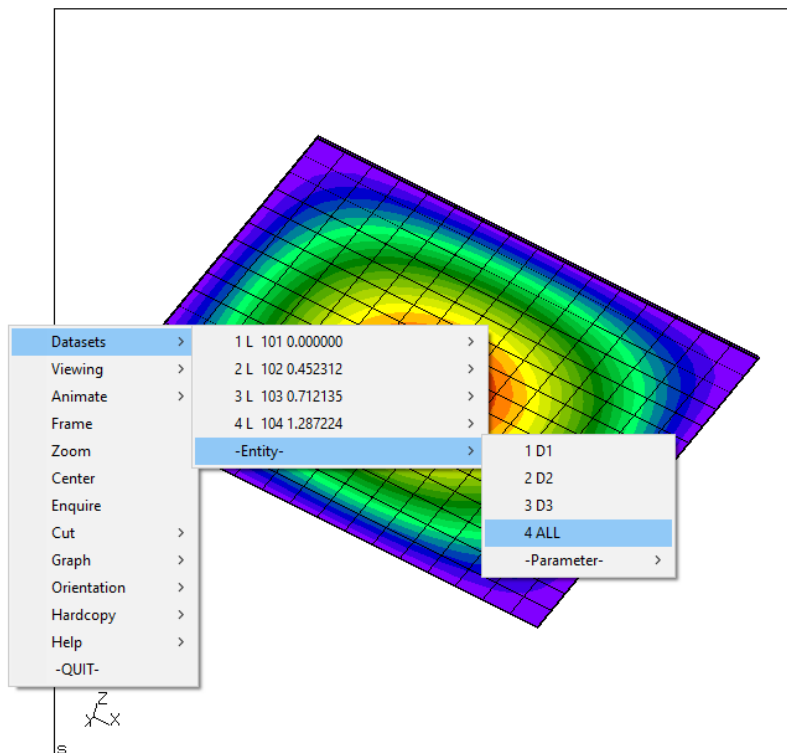 Datasets
Viewing
Animate
Frame
Zoom
Center
Enquire
Cut
Graph
Orientation
Hardcopy
Help
-QUIT-
1 L 101 0.000000
2 L 102 0.452312
3 L 103 0.712135
4 L 104 1.287224
-Entity-
1 D1
2 D2
3 D3
4 ALL
-Parameter-
Z
Y X
s